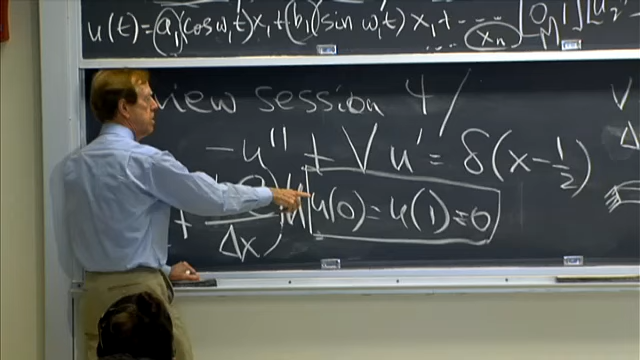 u(t) = (a₁)(cos ω₁t)x₁ + (b₁)(sin ω₁t) x₁ + ....
.... xₙ
view session 4/
-u'' + V u' = δ(x - 1/2)
+ Δx u(0) = u(1) = 0